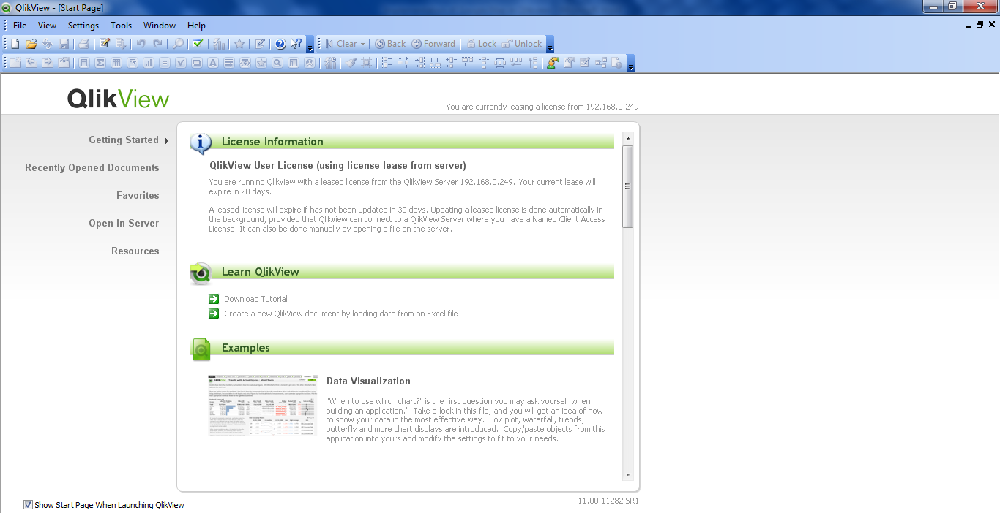 QlikView - [Start Page]
File View Settings Tools Window Help
Clear Back Forward Lock Unlock
QlikView
You are currently leasing a license from 192.168.0.249
Getting Started
Recently Opened Documents
Favorites
Open in Server
Resources
License Information
QlikView User License (using license lease from server)
You are running QlikView with a leased license from the QlikView Server 192.168.0.249. Your current lease will
expire in 28 days.
A leased license will expire if has not been updated in 30 days. Updating a leased license is done automatically in
the background, provided that QlikView can connect to a QlikView Server where you have a Named Client Access
License. It can also be done manually by opening a file on the server.
Learn QlikView
Download Tutorial
Create a new QlikView document by loading data from an Excel file
Examples
Trends with Actual Figures
Data Visualization
"When to use which chart?" is the first question you may ask yourself when
building an application." Take a look in this file, and you will get an idea of how
to show your data in the most effective way. Box plot, waterfall, trends,
butterfly and more chart displays are introduced. Copy/paste objects from this
application into yours and modify the settings to fit to your needs.
Show Start Page When Launching QlikView
11.00.11282 SR1